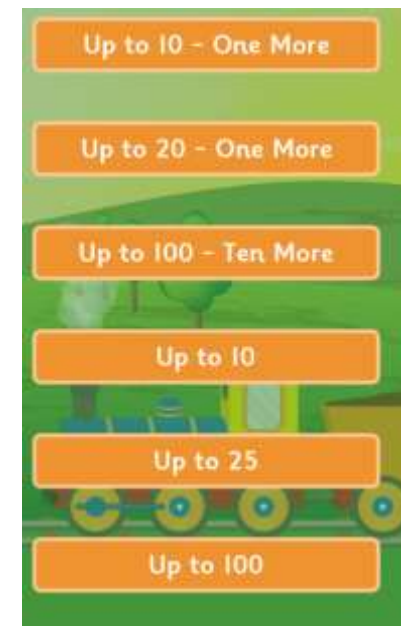 Up to 10 - One More
Up to 20 - One More
Up to 100 - Ten More
Up to 10
Up to 25
Up to 100